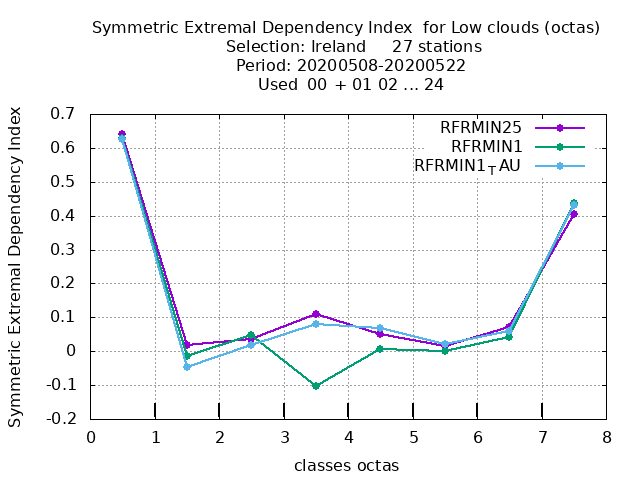 Symmetric Extremal Dependency Index  for Low clouds (octas)
Selection: Ireland     27 stations
Period: 20200508-20200522
Used  00  + 01 02 ... 24
Symmetric Extremal Dependency Index
0.7
0.6
0.5
0.4
0.3
0.2
0.1
0
-0.1
-0.2
RFRMIN25
RFRMIN1
RFRMIN1TAU
0 1 2 3 4 5 6 7 8
classes octas